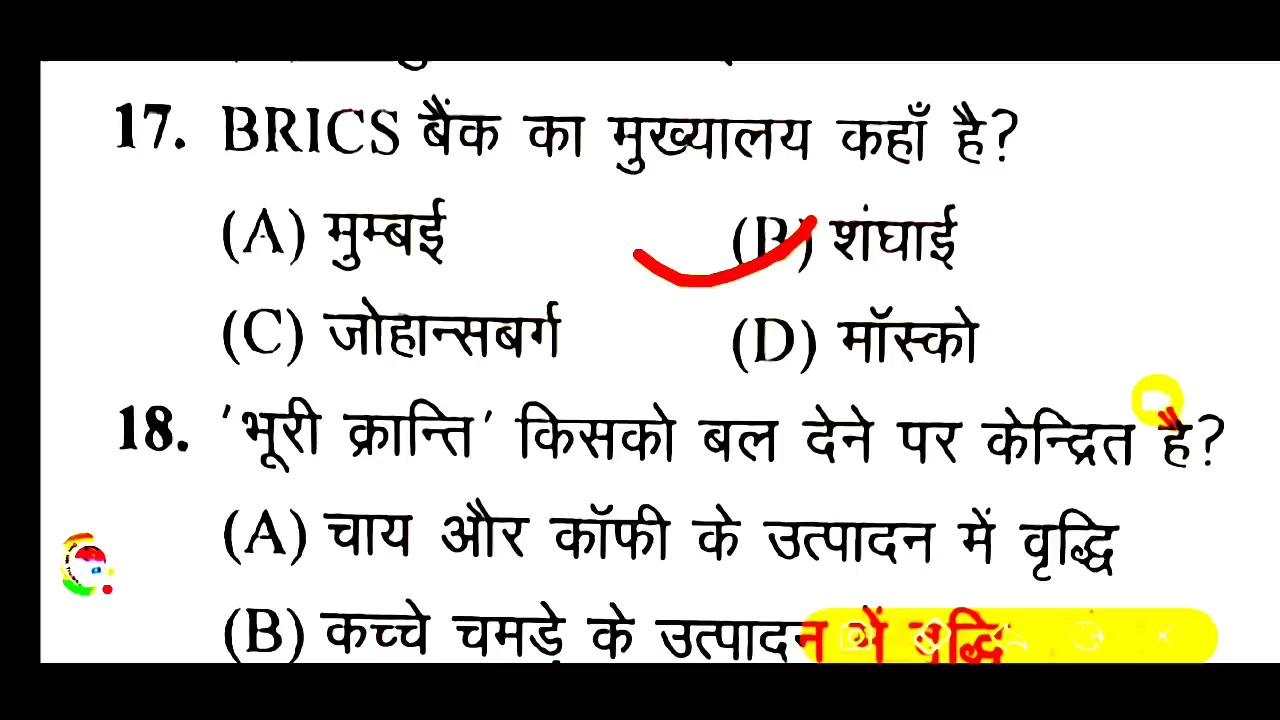 17. BRICS बैंक का मुख्यालय कहाँ है?
(A) मुम्बई (B) शंघाई
(C) जोहान्सबर्ग (D) मॉस्को
18. 'भूरी क्रान्ति' किसको बल देने पर केन्द्रित है?
(A) चाय और कॉफी के उत्पादन में वृद्धि
(B) कच्चे चमड़े के उत्पादन में वृद्धि